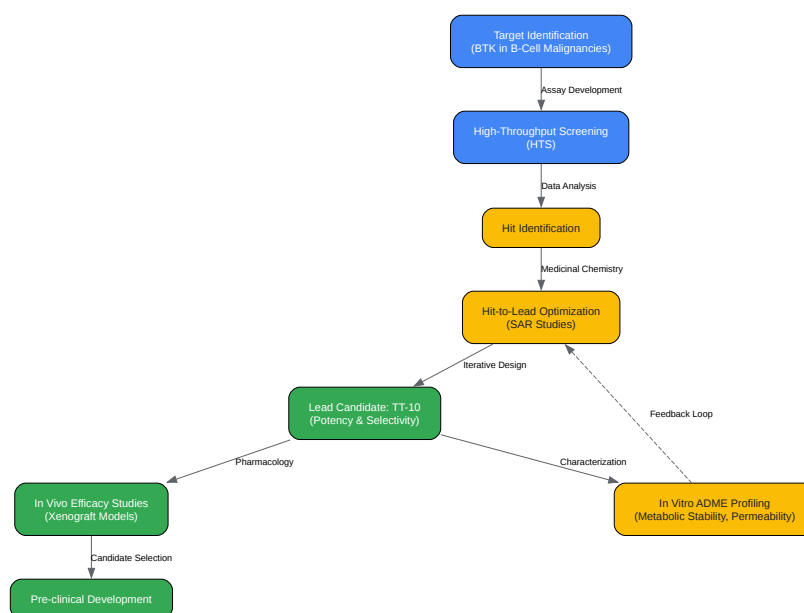 Target Identification
(BTK in B-Cell Malignancies)
Assay Development
High-Throughput Screening
(HTS)
Data Analysis
Hit Identification
Medicinal Chemistry
Hit-to-Lead Optimization
(SAR Studies)
Iterative Design
Feedback Loop
Lead Candidate: TT-10
(Potency & Selectivity)
Pharmacology
Characterization
In Vivo Efficacy Studies
(Xenograft Models)
In Vitro ADME Profiling
(Metabolic Stability, Permeability)
Candidate Selection
Pre-clinical Development